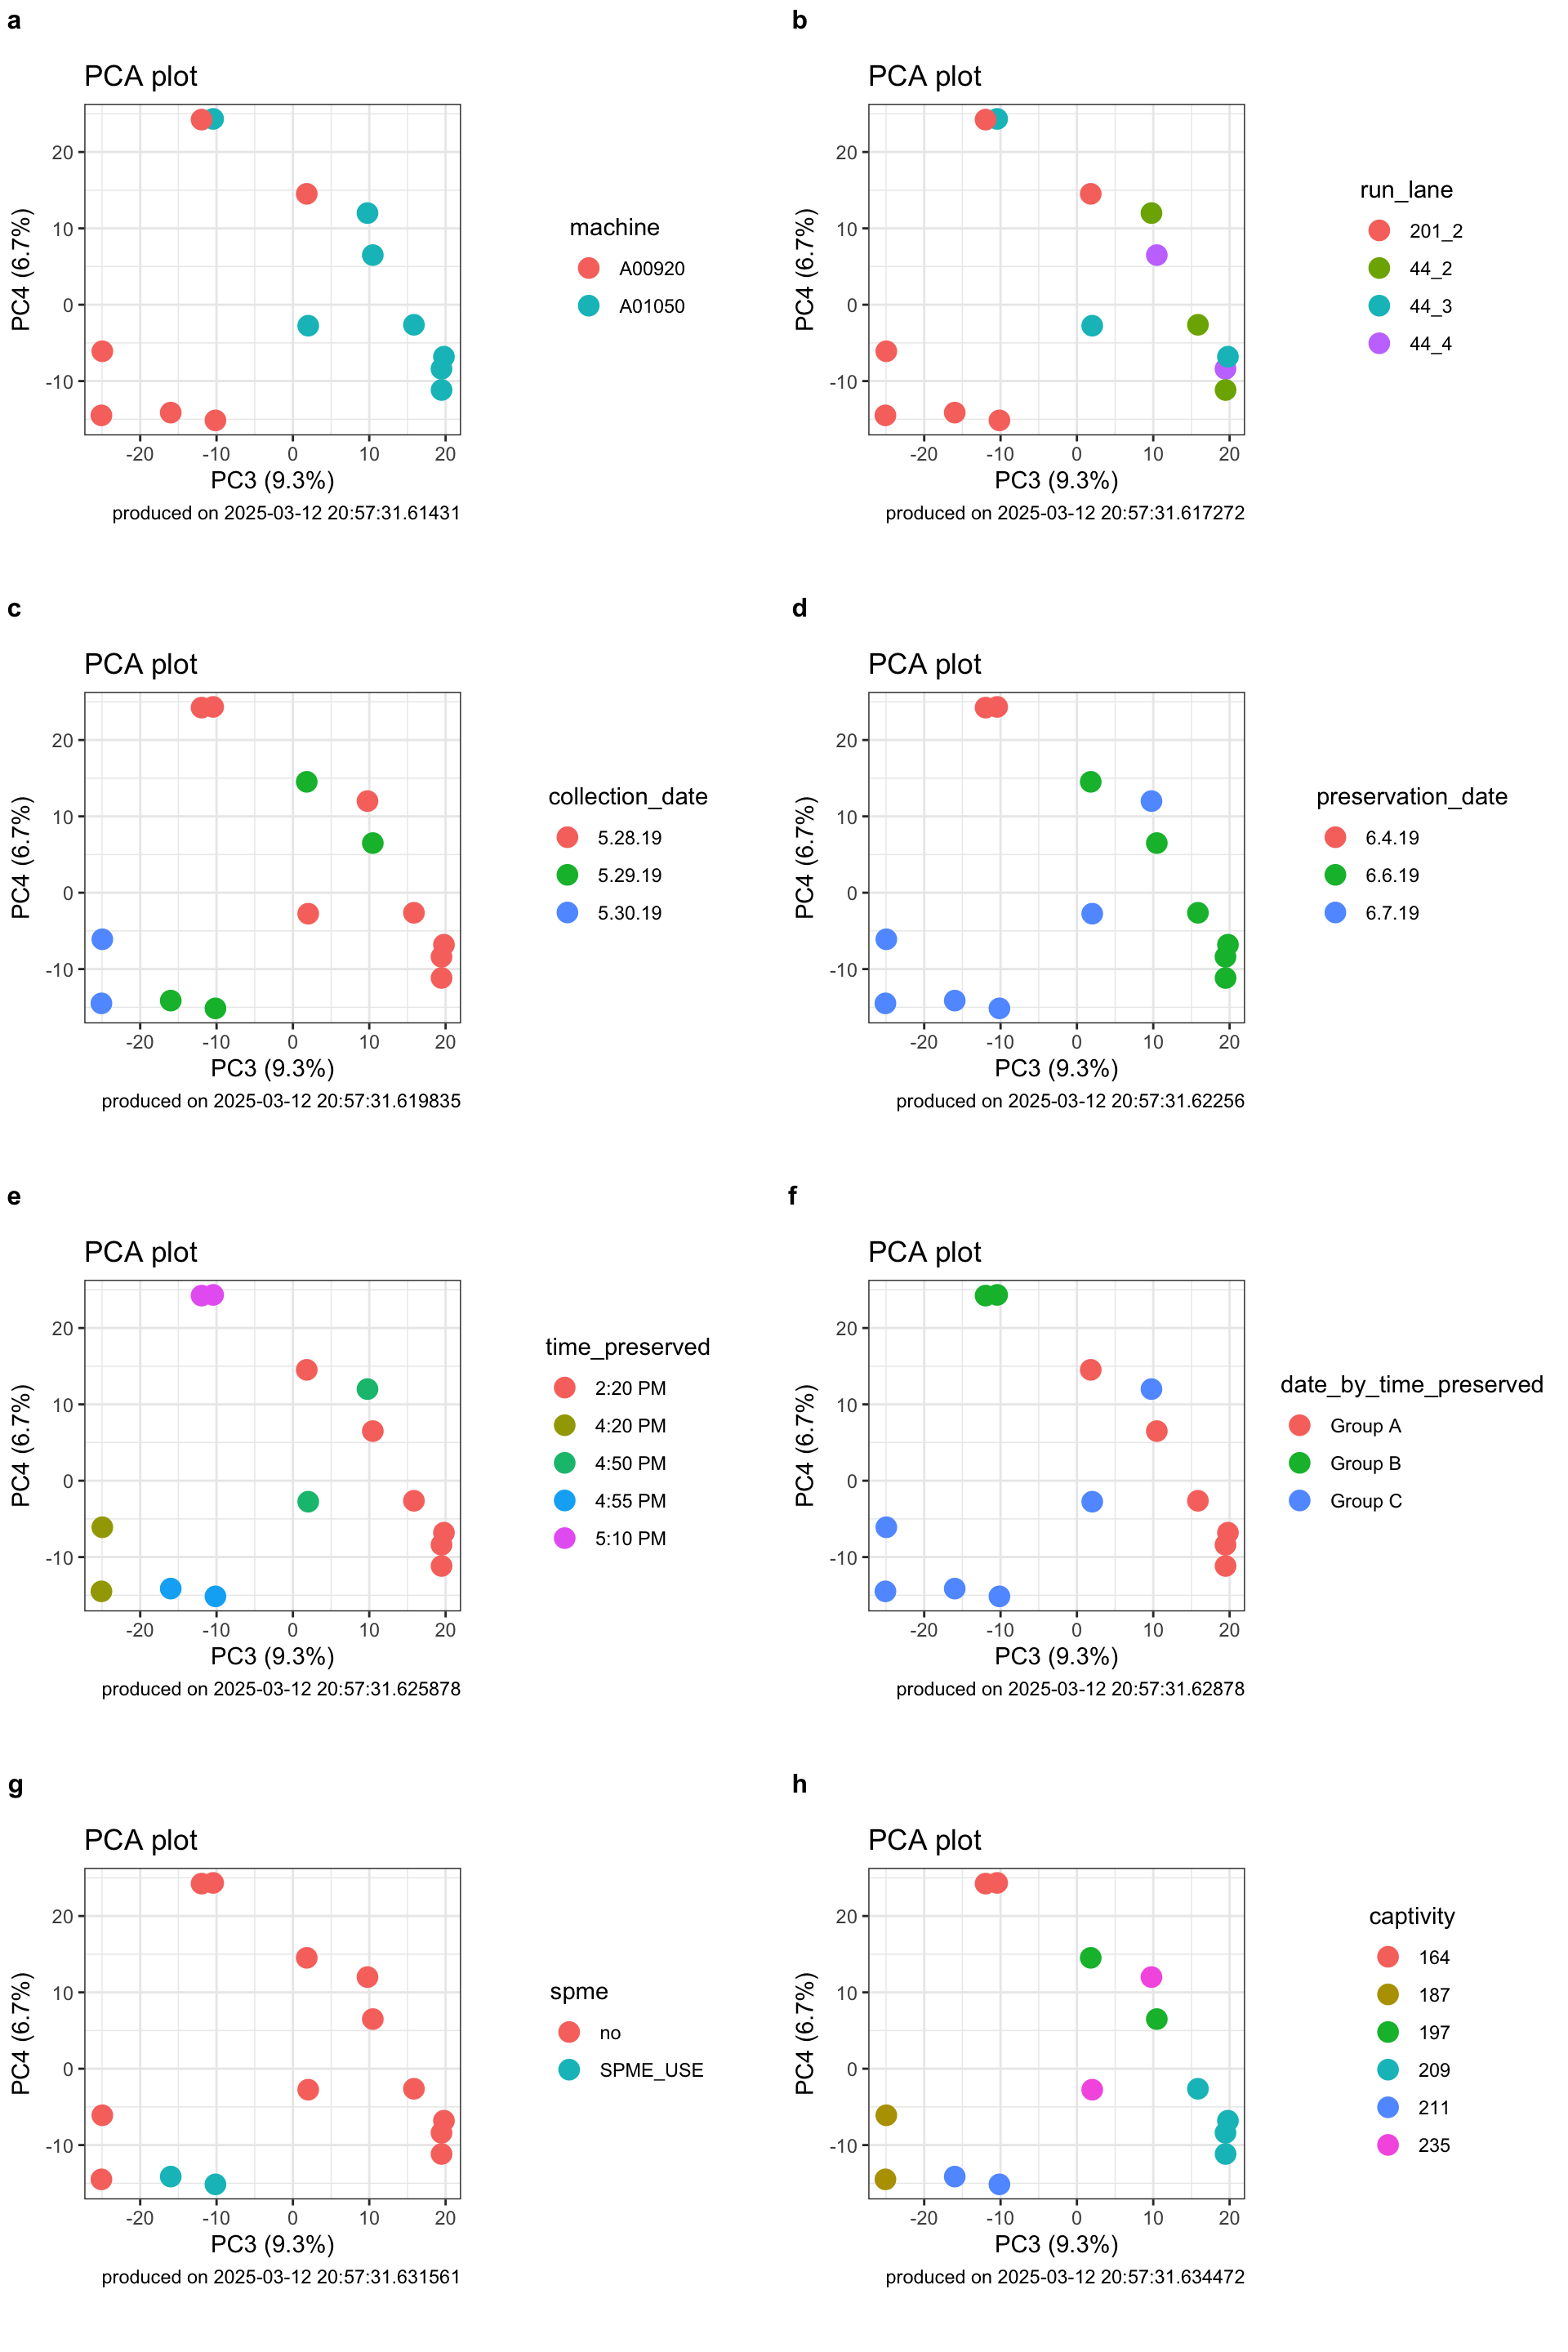 a
PCA plot
PC4 (6.7%)
20
10
0
-10
-20 -10 0 10 20
PC3 (9.3%)
produced on 2025-03-12 20:57:31.61431
machine
A00920
A01050
b
PCA plot
PC4 (6.7%)
20
10
0
-10
-20 -10 0 10 20
PC3 (9.3%)
produced on 2025-03-12 20:57:31.617272
run_lane
201_2
44_2
44_3
44_4
c
PCA plot
PC4 (6.7%)
20
10
0
-10
-20 -10 0 10 20
PC3 (9.3%)
produced on 2025-03-12 20:57:31.619835
collection_date
5.28.19
5.29.19
5.30.19
d
PCA plot
PC4 (6.7%)
20
10
0
-10
-20 -10 0 10 20
PC3 (9.3%)
produced on 2025-03-12 20:57:31.62256
preservation_date
6.4.19
6.6.19
6.7.19
e
PCA plot
PC4 (6.7%)
20
10
0
-10
-20 -10 0 10 20
PC3 (9.3%)
produced on 2025-03-12 20:57:31.625878
time_preserved
2:20 PM
4:20 PM
4:50 PM
4:55 PM
5:10 PM
f
PCA plot
PC4 (6.7%)
20
10
0
-10
-20 -10 0 10 20
PC3 (9.3%)
produced on 2025-03-12 20:57:31.62878
date_by_time_preserved
Group A
Group B
Group C
g
PCA plot
PC4 (6.7%)
20
10
0
-10
-20 -10 0 10 20
PC3 (9.3%)
produced on 2025-03-12 20:57:31.631561
spme
no
SPME_USE
h
PCA plot
PC4 (6.7%)
20
10
0
-10
-20 -10 0 10 20
PC3 (9.3%)
produced on 2025-03-12 20:57:31.634472
captivity
164
187
197
209
211
235